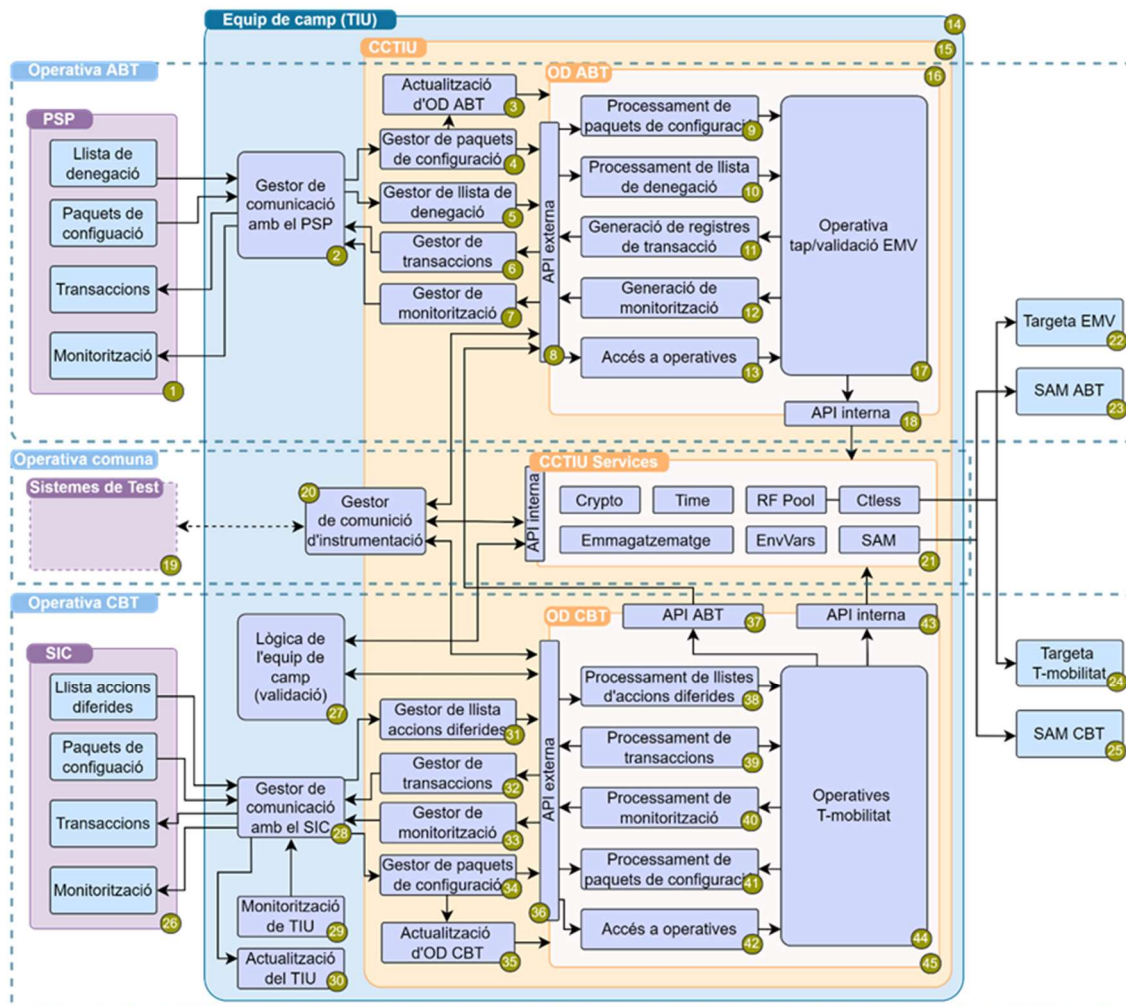 Equip de camp (TIU)
14
CCTIU
15
Operativa ABT
OD ABT
16
PSP
Llista de
denegació
Paquets de
configuació
Transaccions
Monitorització
1
Gestor de
comunicació
amb el PSP
2
Actualització
d'OD ABT
3
Gestor de paquets
de configuració
4
Gestor de llista de
denegació
5
Gestor de
transaccions
6
Gestor de
monitorització
7
API externa
8
Processament de
paquets de configuració
9
Processament de llista
de denegació
10
Generació de registres
de transacció
11
Generació de
monitorització
12
Accés a operatives
13
Operativa
tap/validació EMV
17
API interna
18
Targeta EMV
22
SAM ABT
23
Operativa comuna
Sistemes de Test
19
20
Gestor
de comunició
d'instrumentació
CCTIU Services
API interna
Crypto
Time
RF Pool
Ctless
Emmagatzematge
EnvVars
SAM
21
Operativa CBT
OD CBT
API ABT
37
API interna
43
SIC
Llista accions
diferides
Paquets de
configuació
Transaccions
Monitorització
26
Lògica de
l'equip de
camp
(validació)
27
Gestor de
comunicació
amb el SIC
28
Monitorització
de TIU
29
Actualització
del TIU
30
Gestor de llista
accions diferides
31
Gestor de
transaccions
32
Gestor de
monitorització
33
Gestor de paquets
de configuració
34
Actualització
d'OD CBT
35
API externa
36
Processament de llistes
d'accions diferides
38
Processament de
transaccions
39
Processament de
monitorització
40
Processament de
paquets de configuració
41
Accés a operatives
42
Operatives
T-mobilitat
44
45
Targeta
T-mobilitat
24
SAM CBT
25